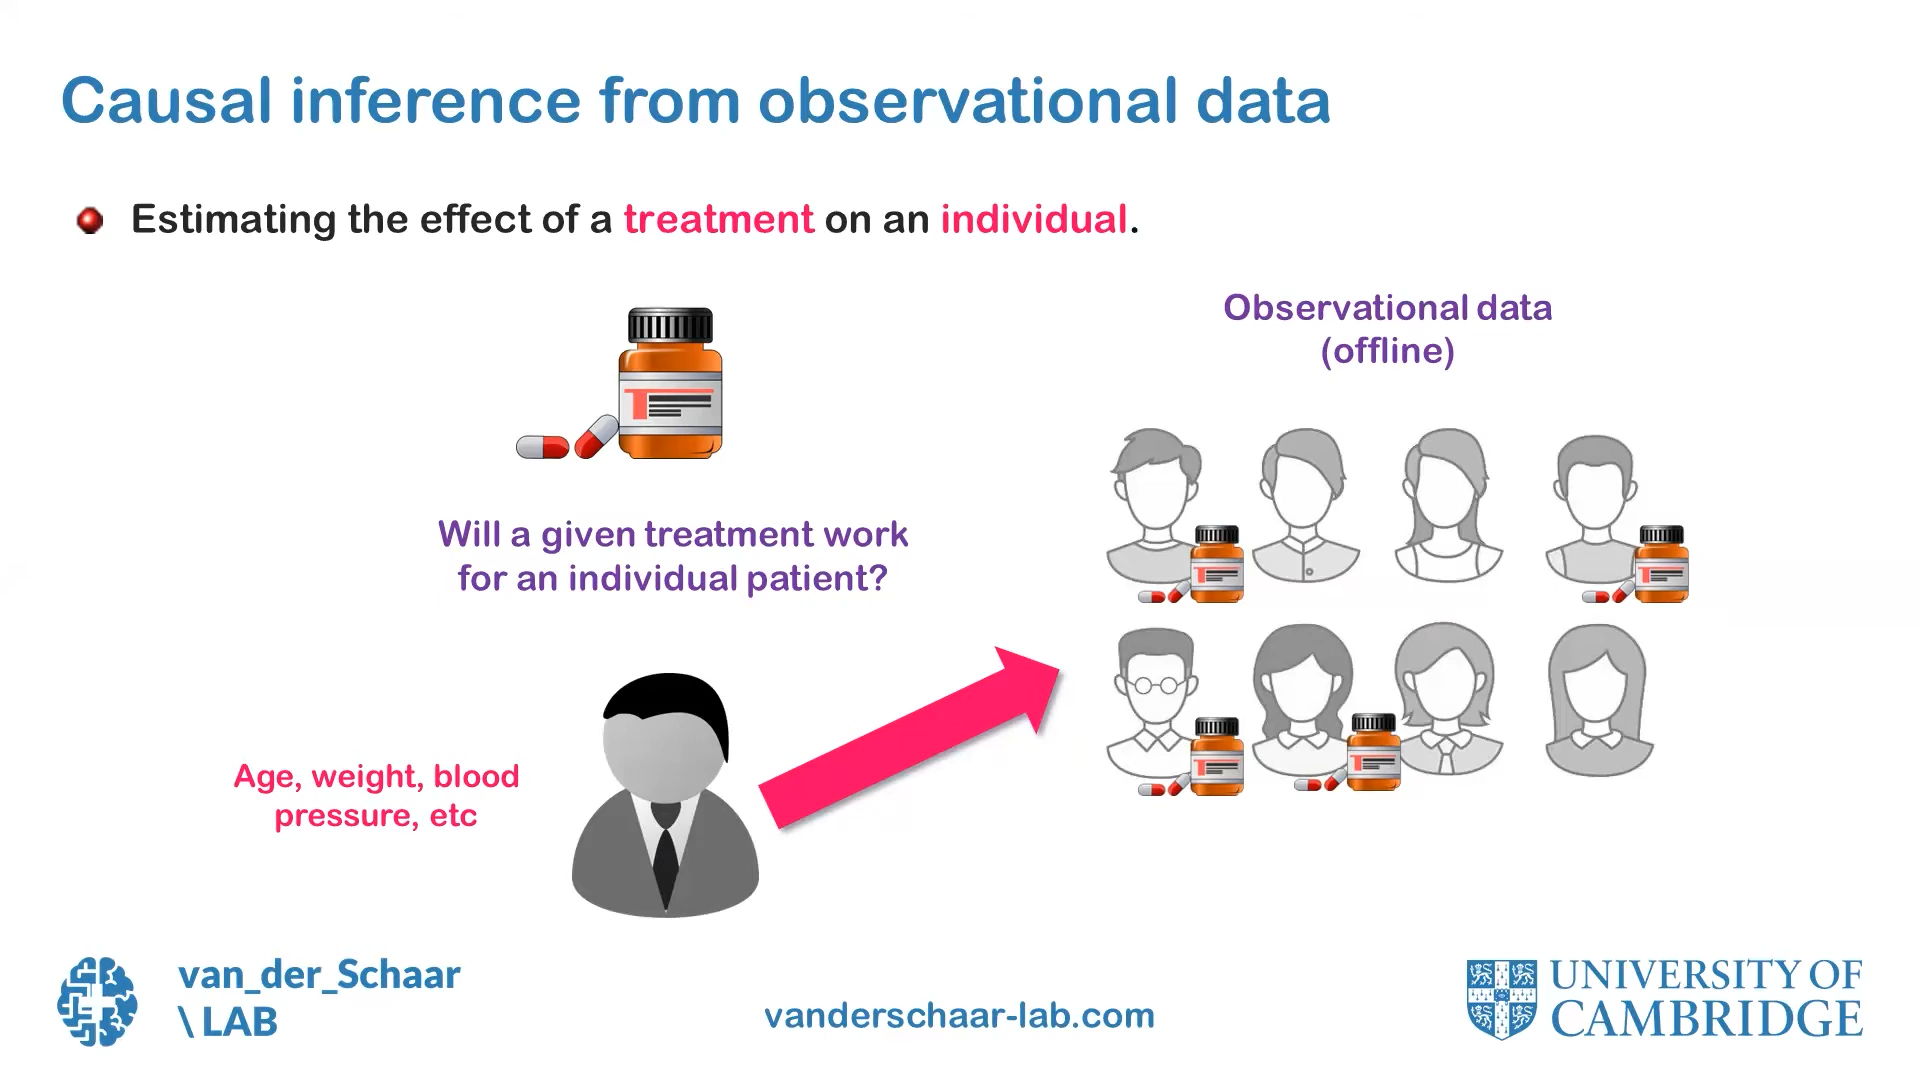 Causal inference from observational data
Estimating the effect of a treatment on an individual.
Observational data
(offline)
Will a given treatment work
for an individual patient?
Age, weight, blood
pressure, etc
van_der_Schaar
\ LAB
vanderschaar-lab.com
UNIVERSITY OF
CAMBRIDGE